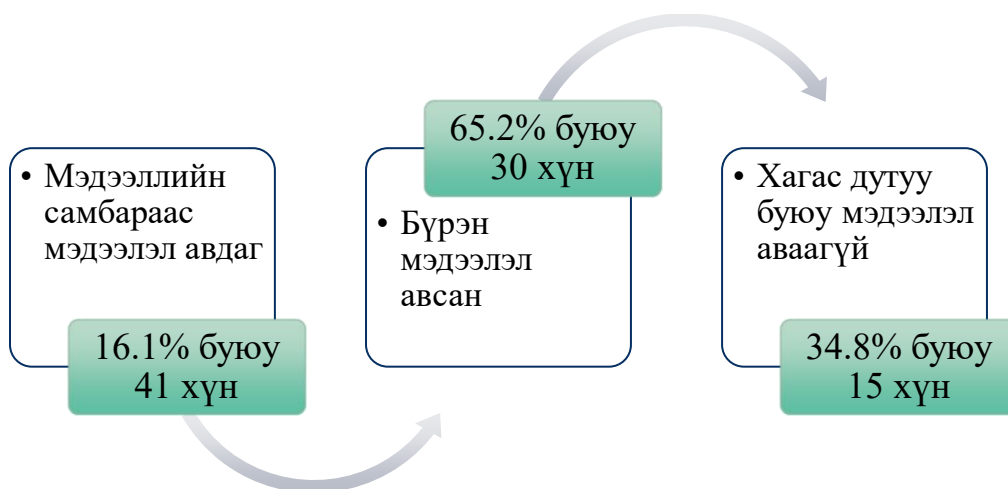 • Мэдээллийн
самбараас
мэдээлэл авдаг
16.1% буюу
41 хүн
65.2% буюу
30 хүн
• Бүрэн
мэдээлэл
авсан
• Хагас дутуу
буюу мэдээлэл
аваагүй
34.8% буюу
15 хүн